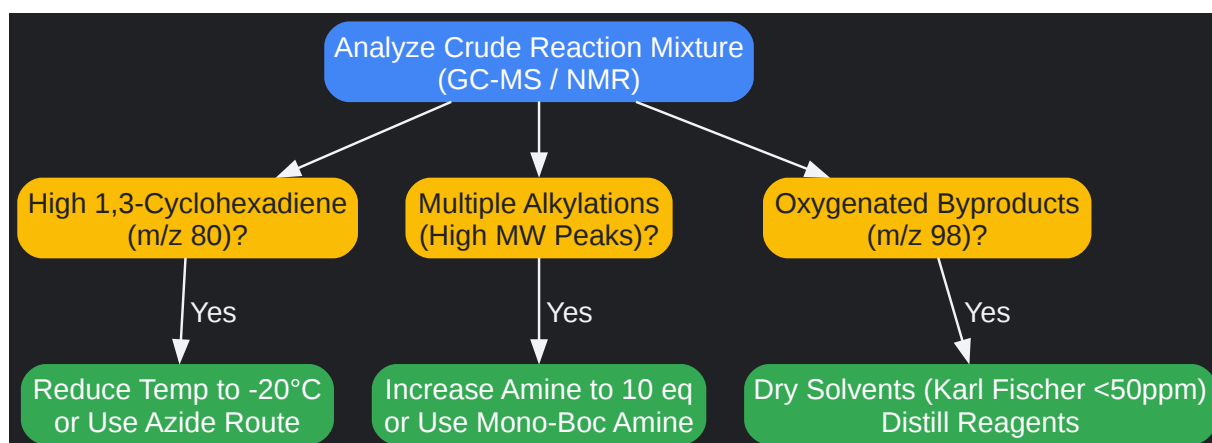 Analyze Crude Reaction Mixture
(GC-MS / NMR)
High 1,3-Cyclohexadiene
(m/z 80)?
Multiple Alkylations
(High MW Peaks)?
Oxygenated Byproducts
(m/z 98)?
Yes
Yes
Yes
Reduce Temp to -20°C
or Use Azide Route
Increase Amine to 10 eq
or Use Mono-Boc Amine
Dry Solvents (Karl Fischer <50ppm)
Distill Reagents